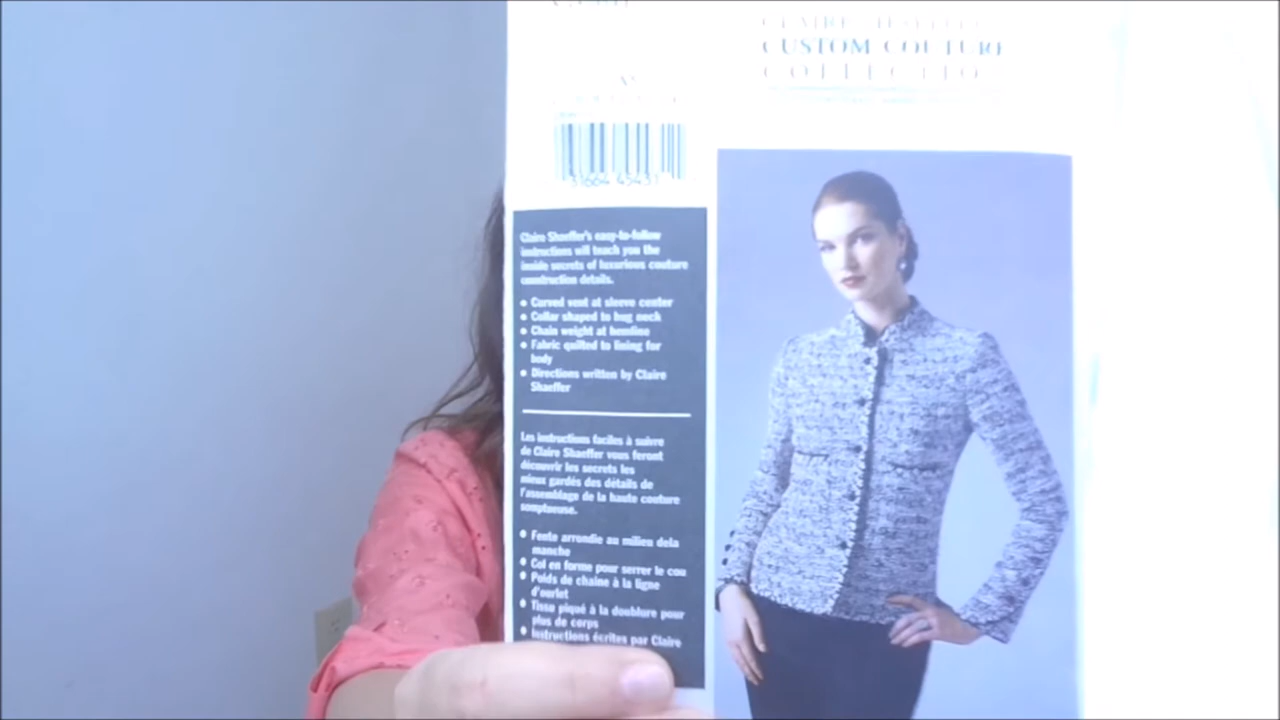 CLAIRE SHAEFFER
CUSTOM COUTURE
COLLECTION
Claire Shaeffer's easy-to-follow
instructions will teach you the
inside secrets of luxurious couture
construction details.
• Curved vent at sleeve center
• Collar shaped to hug neck
• Chain weight at hemline
• Fabric quilted to lining for
body
• Directions written by Claire
Shaeffer
Les instructions faciles à suivre
de Claire Shaeffer vous feront
découvrir les secrets les
mieux gardés des détails de
l'assemblage de la haute couture
somptueuse.
• Fente arrondie au milieu dela
manche
• Col en forme pour serrer le cou
• Poids de chaine à la ligne
d'ourlet
• Tissu piqué à la doublure pour
plus de corps
• Instructions écrites par Claire